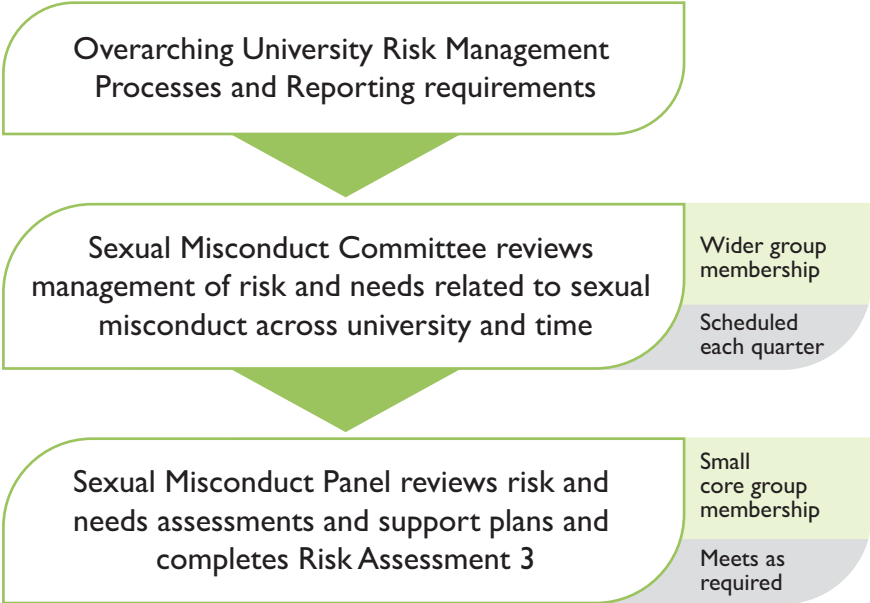 Overarching University Risk Management
Processes and Reporting requirements
Sexual Misconduct Committee reviews
management of risk and needs related to sexual
misconduct across university and time
Wider group
membership
Scheduled
each quarter
Sexual Misconduct Panel reviews risk and
needs assessments and support plans and
completes Risk Assessment 3
Small
core group
membership
Meets as
required